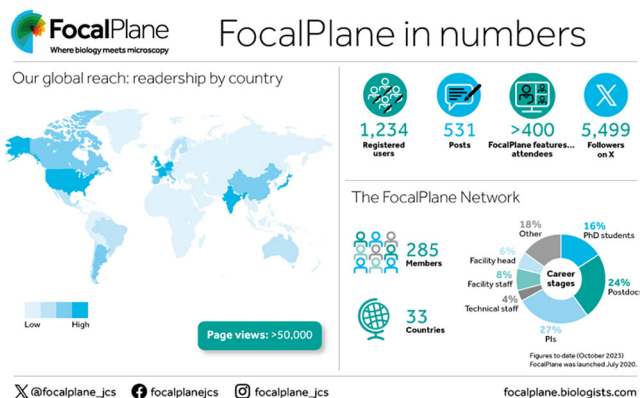 FocalPlane
Where biology meets microscopy
FocalPlane in numbers
Our global reach: readership by country
Low
High
Page views: >50,000
1,234
Registered
users
531
Posts
>400
FocalPlane features...
attendees
X
5,499
Followers
on X
The FocalPlane Network
285
Members
33
Countries
Career
stages
16%
PhD students
24%
Postdocs
27%
PIs
4%
Technical staff
8%
Facility staff
6%
Facility head
18%
Other
Figures to date (October 2023)
FocalPlane was launched July 2020.
X @focalplane_jcs
focalplanejcs
focalplane_jcs
focalplane.biologists.com